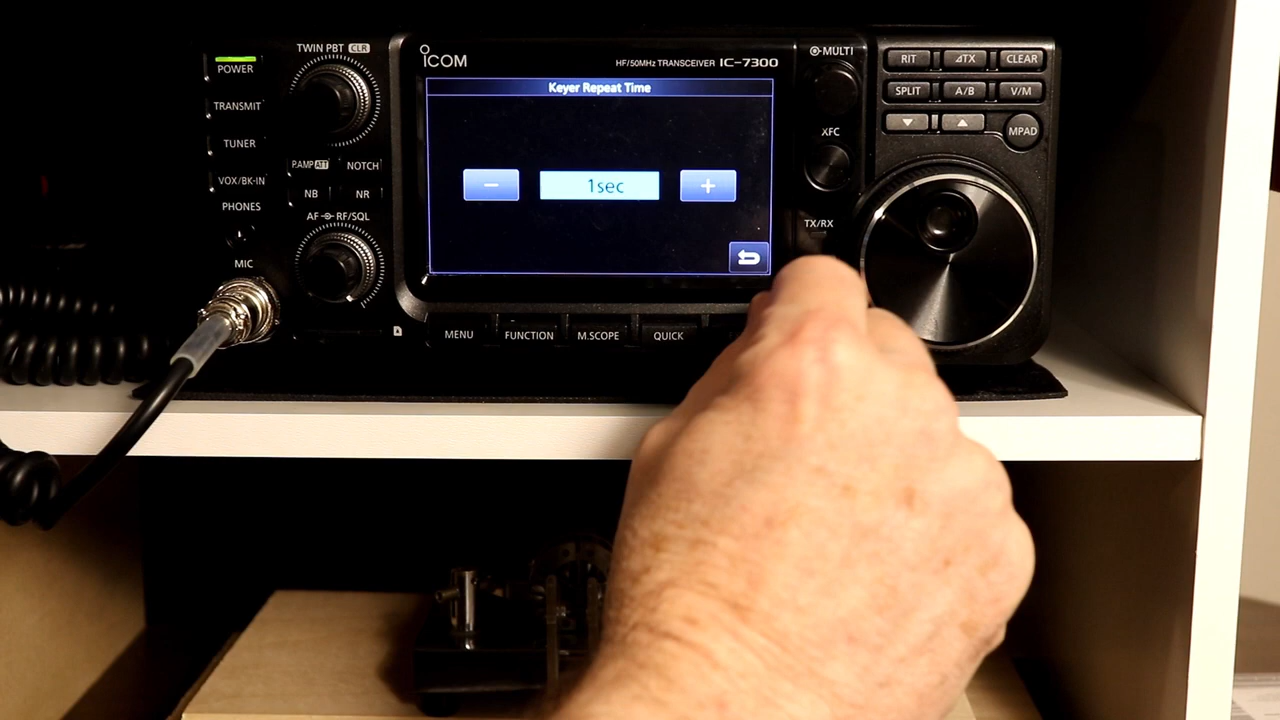 POWER
TRANSMIT
TUNER
VOX/BK-IN
PHONES
MIC
TWIN PBT CLR
P.AMP ATT NOTCH
NB NR
AF RF/SQL
ICOM
HF/50MHz TRANSCEIVER IC-7300
Keyer Repeat Time
− 1sec +
MENU FUNCTION M.SCOPE QUICK
MULTI
XFC
TX/RX
RIT ⊿TX CLEAR
SPLIT A/B V/M
MPAD